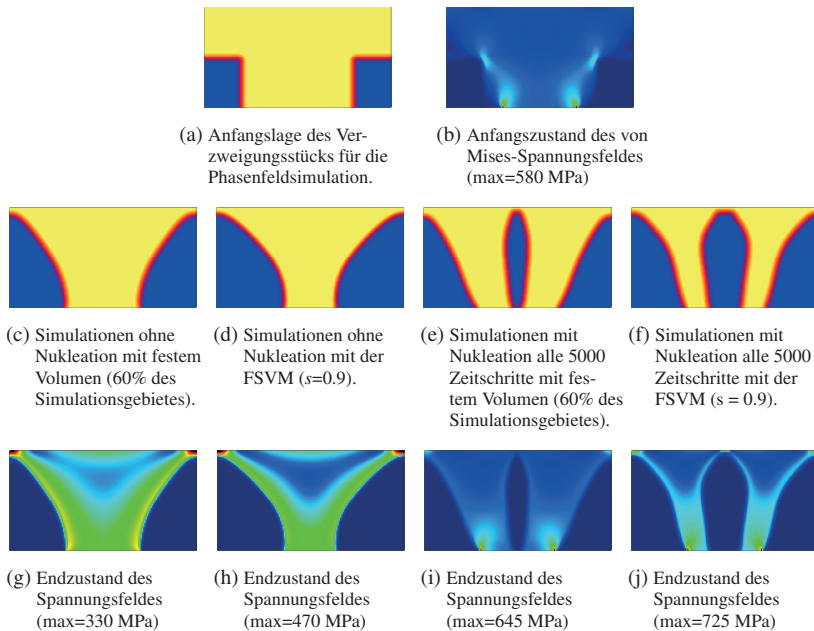 (a) Anfangslage des Ver-
zweigungsstücks für die
Phasenfeldsimulation.
(b) Anfangszustand des von
Mises-Spannungsfeldes
(max=580 MPa)
(c) Simulationen ohne
Nukleation mit festem
Volumen (60% des
Simulationsgebietes).
(d) Simulationen ohne
Nukleation mit der
FSVM (s=0.9).
(e) Simulationen mit
Nukleation alle 5000
Zeitschritte mit fes-
tem Volumen (60% des
Simulationsgebietes).
(f) Simulationen mit
Nukleation alle 5000
Zeitschritte mit der
FSVM (s = 0.9).
(g) Endzustand des
Spannungsfeldes
(max=330 MPa)
(h) Endzustand des
Spannungsfeldes
(max=470 MPa)
(i) Endzustand des
Spannungsfeldes
(max=645 MPa)
(j) Endzustand des
Spannungsfeldes
(max=725 MPa)